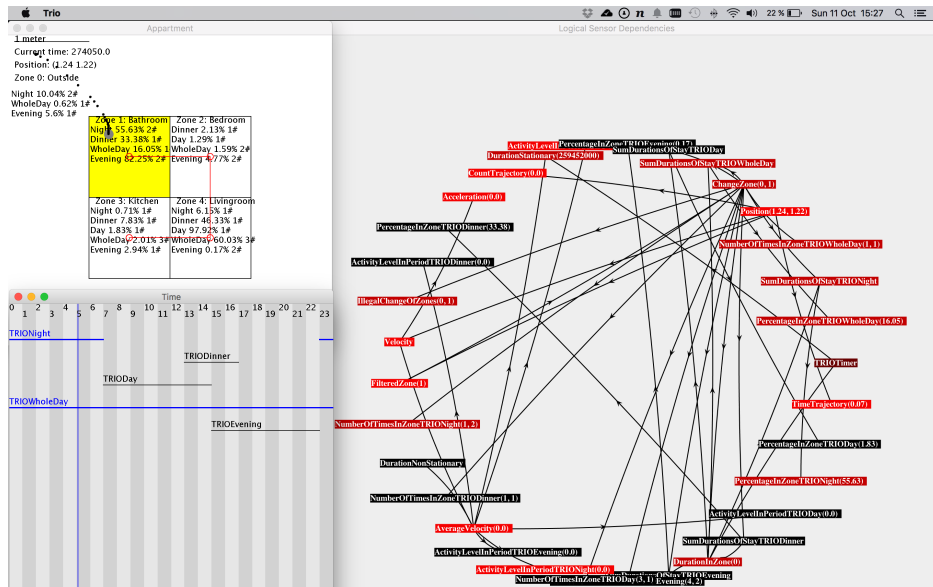 Trio
22 %
Sun 11 Oct 15:27
Appartment
Logical Sensor Dependencies
1 meter
Current time: 274050.0
Position: (1.24 1.22)
Zone 0: Outside
Night 10.04% 2#
WholeDay 0.62% 1#
Evening 5.6% 1#
Zone 1: Bathroom
Night 55.63% 2#
Dinner 33.38% 1#
WholeDay 16.05% 1#
Evening 82.25% 2#
Zone 2: Bedroom
Dinner 2.13% 1#
Day 1.29% 1#
WholeDay 1.59% 2#
Evening 4.77% 2#
Zone 3: Kitchen
Night 0.71% 1#
Dinner 7.83% 1#
Day 1.83% 1#
WholeDay 2.01% 3#
Evening 2.94% 1#
Zone 4: Livingroom
Night 6.15% 1#
Dinner 46.33% 1#
Day 97.92% 1#
WholeDay 60.03% 3#
Evening 0.17% 2#
Time
0 1 2 3 4 5 6 7 8 9 10 11 12 13 14 15 16 17 18 19 20 21 22 23
TRIONight
TRIODinner
TRIODay
TRIOWholeDay
TRIOEvening
PercentageInZoneTRIOEvening(0.17)
SumDurationsOfStayTRIODay
DurationStationary(259452000)
SumDurationsOfStayTRIOWholeDay
CountTrajectory(0.0)
ChangeZone(0, 1)
Acceleration(0.0)
Position(1.24, 1.22)
PercentageInZoneTRIODinner(33.38)
NumberOfTimesInZoneTRIOWholeDay(1, 1)
ActivityLevelInPeriodTRIODinner(0.0)
SumDurationsOfStayTRIONight
IllegalChangeOfZones(0, 1)
PercentageInZoneTRIOWholeDay(16.05)
Velocity
TRIOTimer
FilteredZone(1)
TimeTrajectory(0.07)
NumberOfTimesInZoneTRIONight(1, 2)
PercentageInZoneTRIODay(1.83)
DurationNonStationary
PercentageInZoneTRIONight(55.63)
NumberOfTimesInZoneTRIODinner(1, 1)
ActivityLevelInPeriodTRIODay(0.0)
AverageVelocity(0.0)
SumDurationsOfStayTRIODinner
ActivityLevelInPeriodTRIOEvening(0.0)
DurationInZone(0)
ActivityLevelInPeriodTRIONight(0.0)
NumberOfTimesInZoneTRIODay(3, 1)